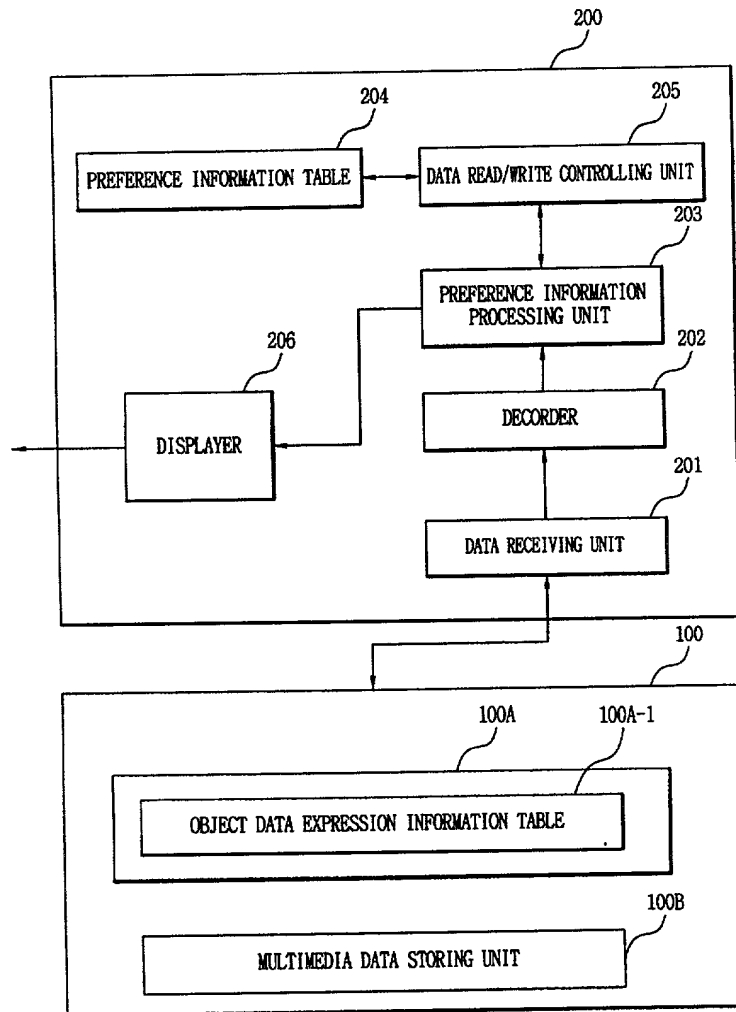 200
204
205
PREFERENCE INFORMATION TABLE
DATA READ/WRITE CONTROLLING UNIT
203
PREFERENCE INFORMATION
PROCESSING UNIT
206
202
DISPLAYER
DECORDER
201
DATA RECEIVING UNIT
100
100A
100A-1
OBJECT DATA EXPRESSION INFORMATION TABLE
100B
MULTIMEDIA DATA STORING UNIT